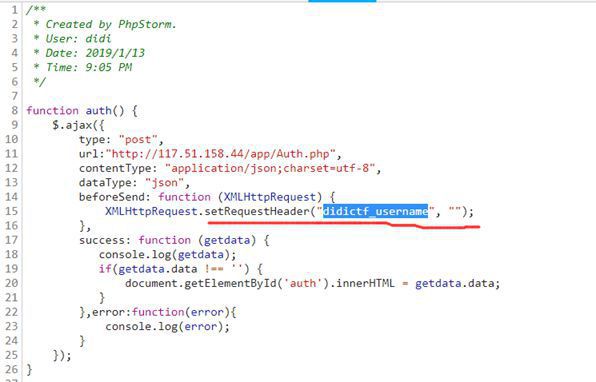 1 /**
2  * Created by PhpStorm.
3  * User: didi
4  * Date: 2019/1/13
5  * Time: 9:05 PM
6  */
7
8 function auth() {
9     $.ajax({
10         type: "post",
11         url:"http://117.51.158.44/app/Auth.php",
12         contentType: "application/json;charset=utf-8",
13         dataType: "json",
14         beforeSend: function (XMLHttpRequest) {
15             XMLHttpRequest.setRequestHeader("didictf_username", "");
16         },
17         success: function (getdata) {
18            console.log(getdata);
19            if(getdata.data !== '') {
20                document.getElementById('auth').innerHTML = getdata.data;
21            }
22         },error:function(error){
23             console.log(error);
24         }
25     });
26 }